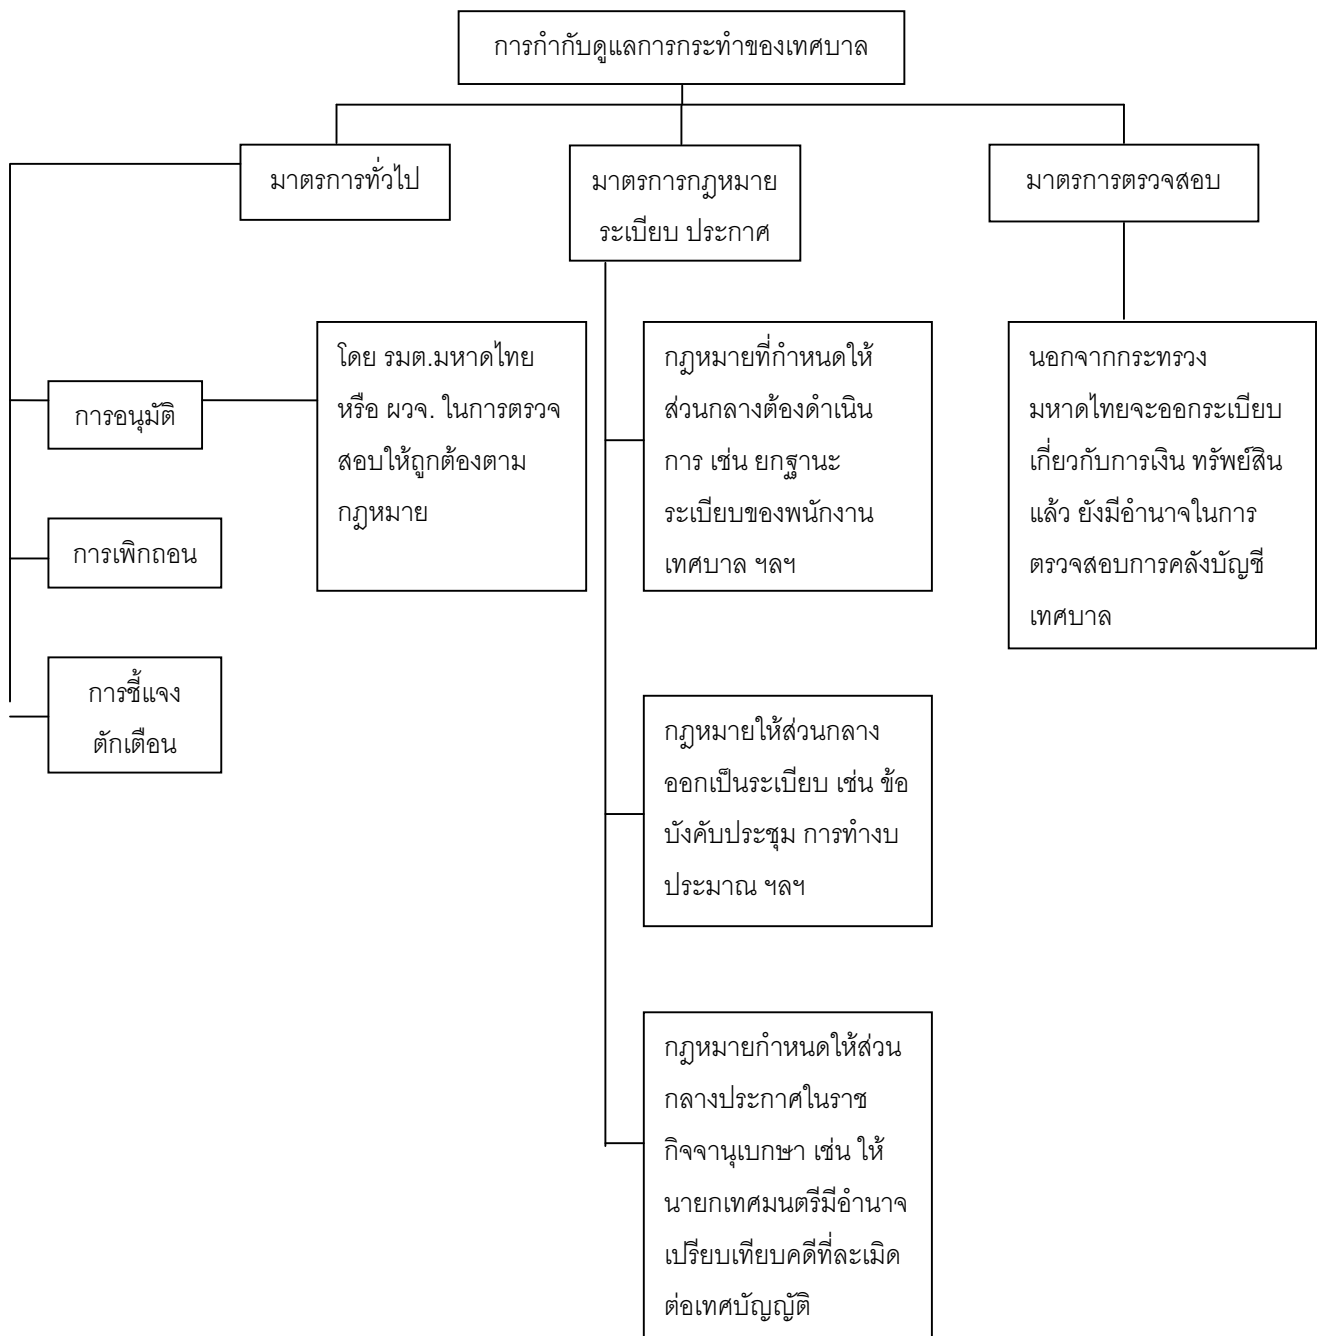 การกำกับดูแลการกระทำของเทศบาล
มาตรการทั่วไป
มาตรการกฎหมาย
ระเบียบ ประกาศ
มาตรการตรวจสอบ
การอนุมัติ
โดย รมต.มหาดไทย
หรือ ผวจ. ในการตรวจ
สอบให้ถูกต้องตาม
กฎหมาย
การเพิกถอน
การชี้แจง
ตักเตือน
กฎหมายที่กำหนดให้
ส่วนกลางต้องดำเนิน
การ เช่น ยกฐานะ
ระเบียบของพนักงาน
เทศบาล ฯลฯ
กฎหมายให้ส่วนกลาง
ออกเป็นระเบียบ เช่น ข้อ
บังคับประชุม การทำงบ
ประมาณ ฯลฯ
กฎหมายกำหนดให้ส่วน
กลางประกาศในราช
กิจจานุเบกษา เช่น ให้
นายกเทศมนตรีมีอำนาจ
เปรียบเทียบคดีที่ละเมิด
ต่อเทศบัญญัติ
นอกจากกระทรวง
มหาดไทยจะออกระเบียบ
เกี่ยวกับการเงิน ทรัพย์สิน
แล้ว ยังมีอำนาจในการ
ตรวจสอบการคลังบัญชี
เทศบาล